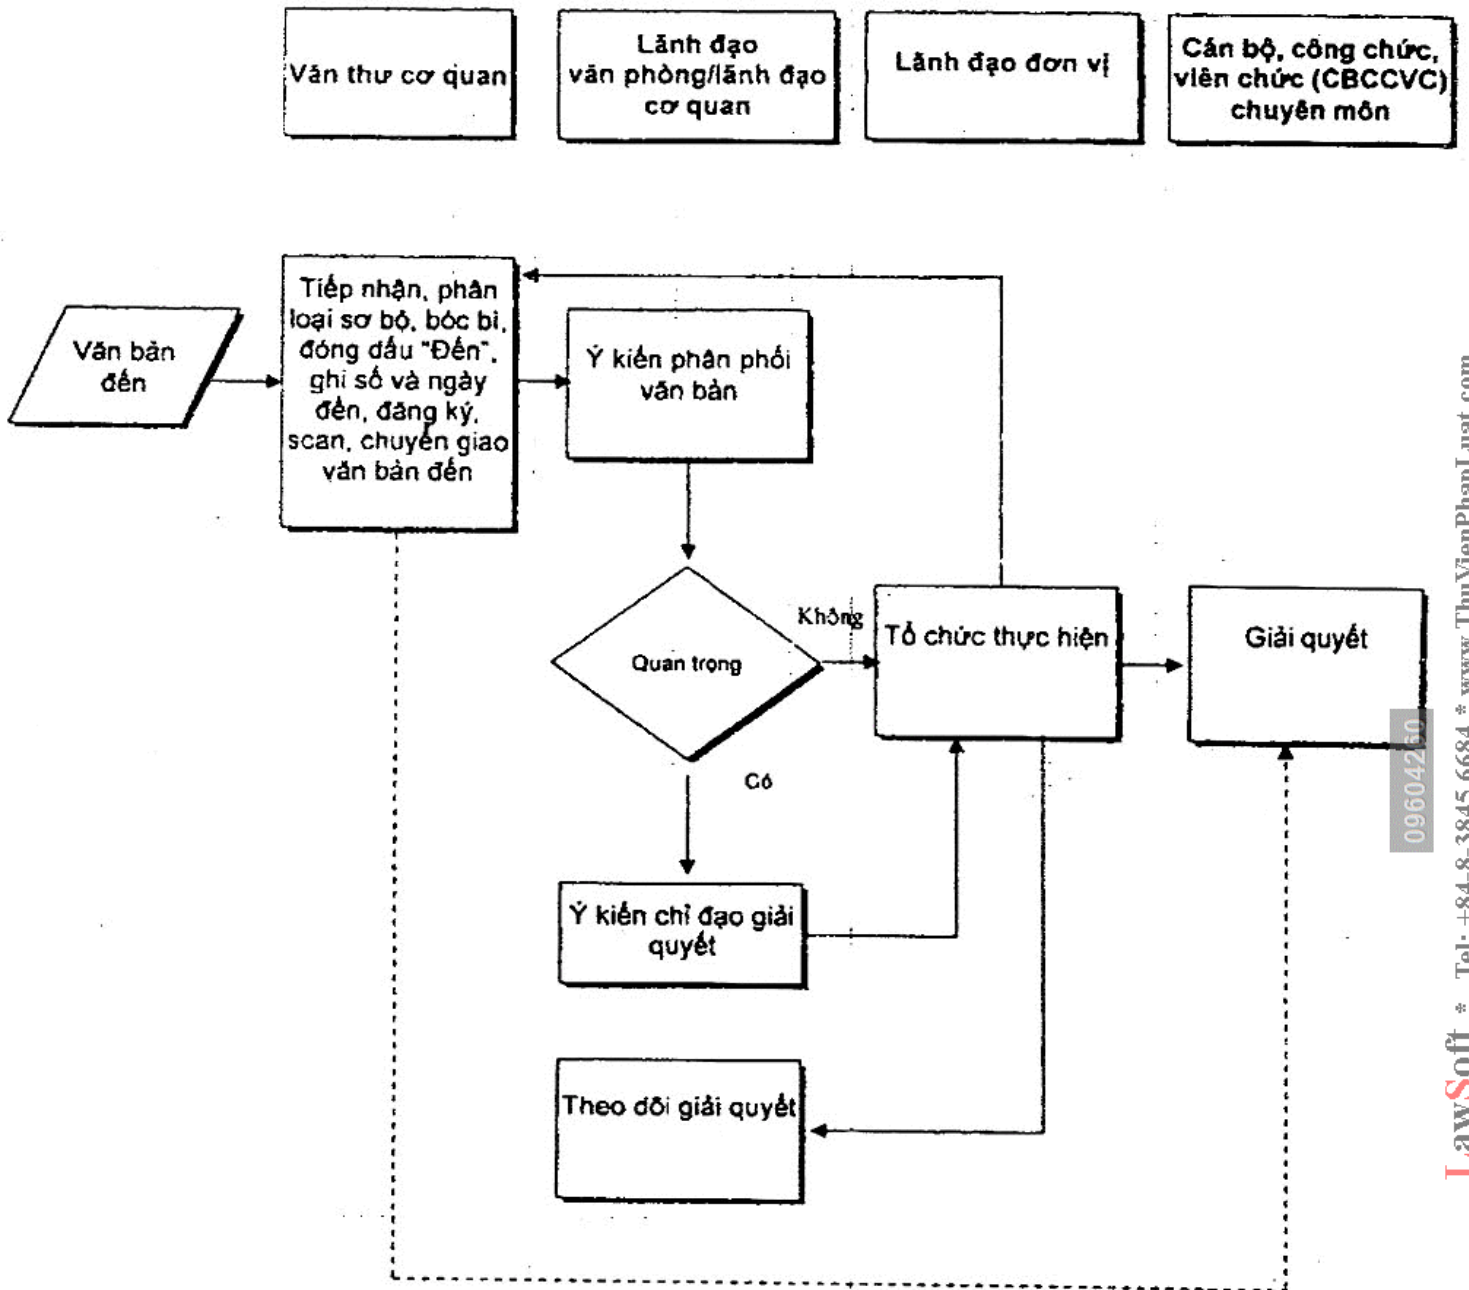 Văn thư cơ quan
Lãnh đạo
văn phòng/lãnh đạo
cơ quan
Lãnh đạo đơn vị
Cán bộ, công chức,
viên chức (CBCCVC)
chuyên môn
Văn bản
đến
Tiếp nhận, phân
loại sơ bộ, bóc bì,
đóng dấu "Đến",
ghi số và ngày
đến, đăng ký,
scan, chuyển giao
văn bản đến
Ý kiến phân phối
văn bản
Quan trọng
Không
Tổ chức thực hiện
Giải quyết
Có
Ý kiến chỉ đạo giải
quyết
Theo dõi giải quyết
09604260
LawSoft * Tel: +84-8-3845 6684 * www.ThuVienPhapLuat.com